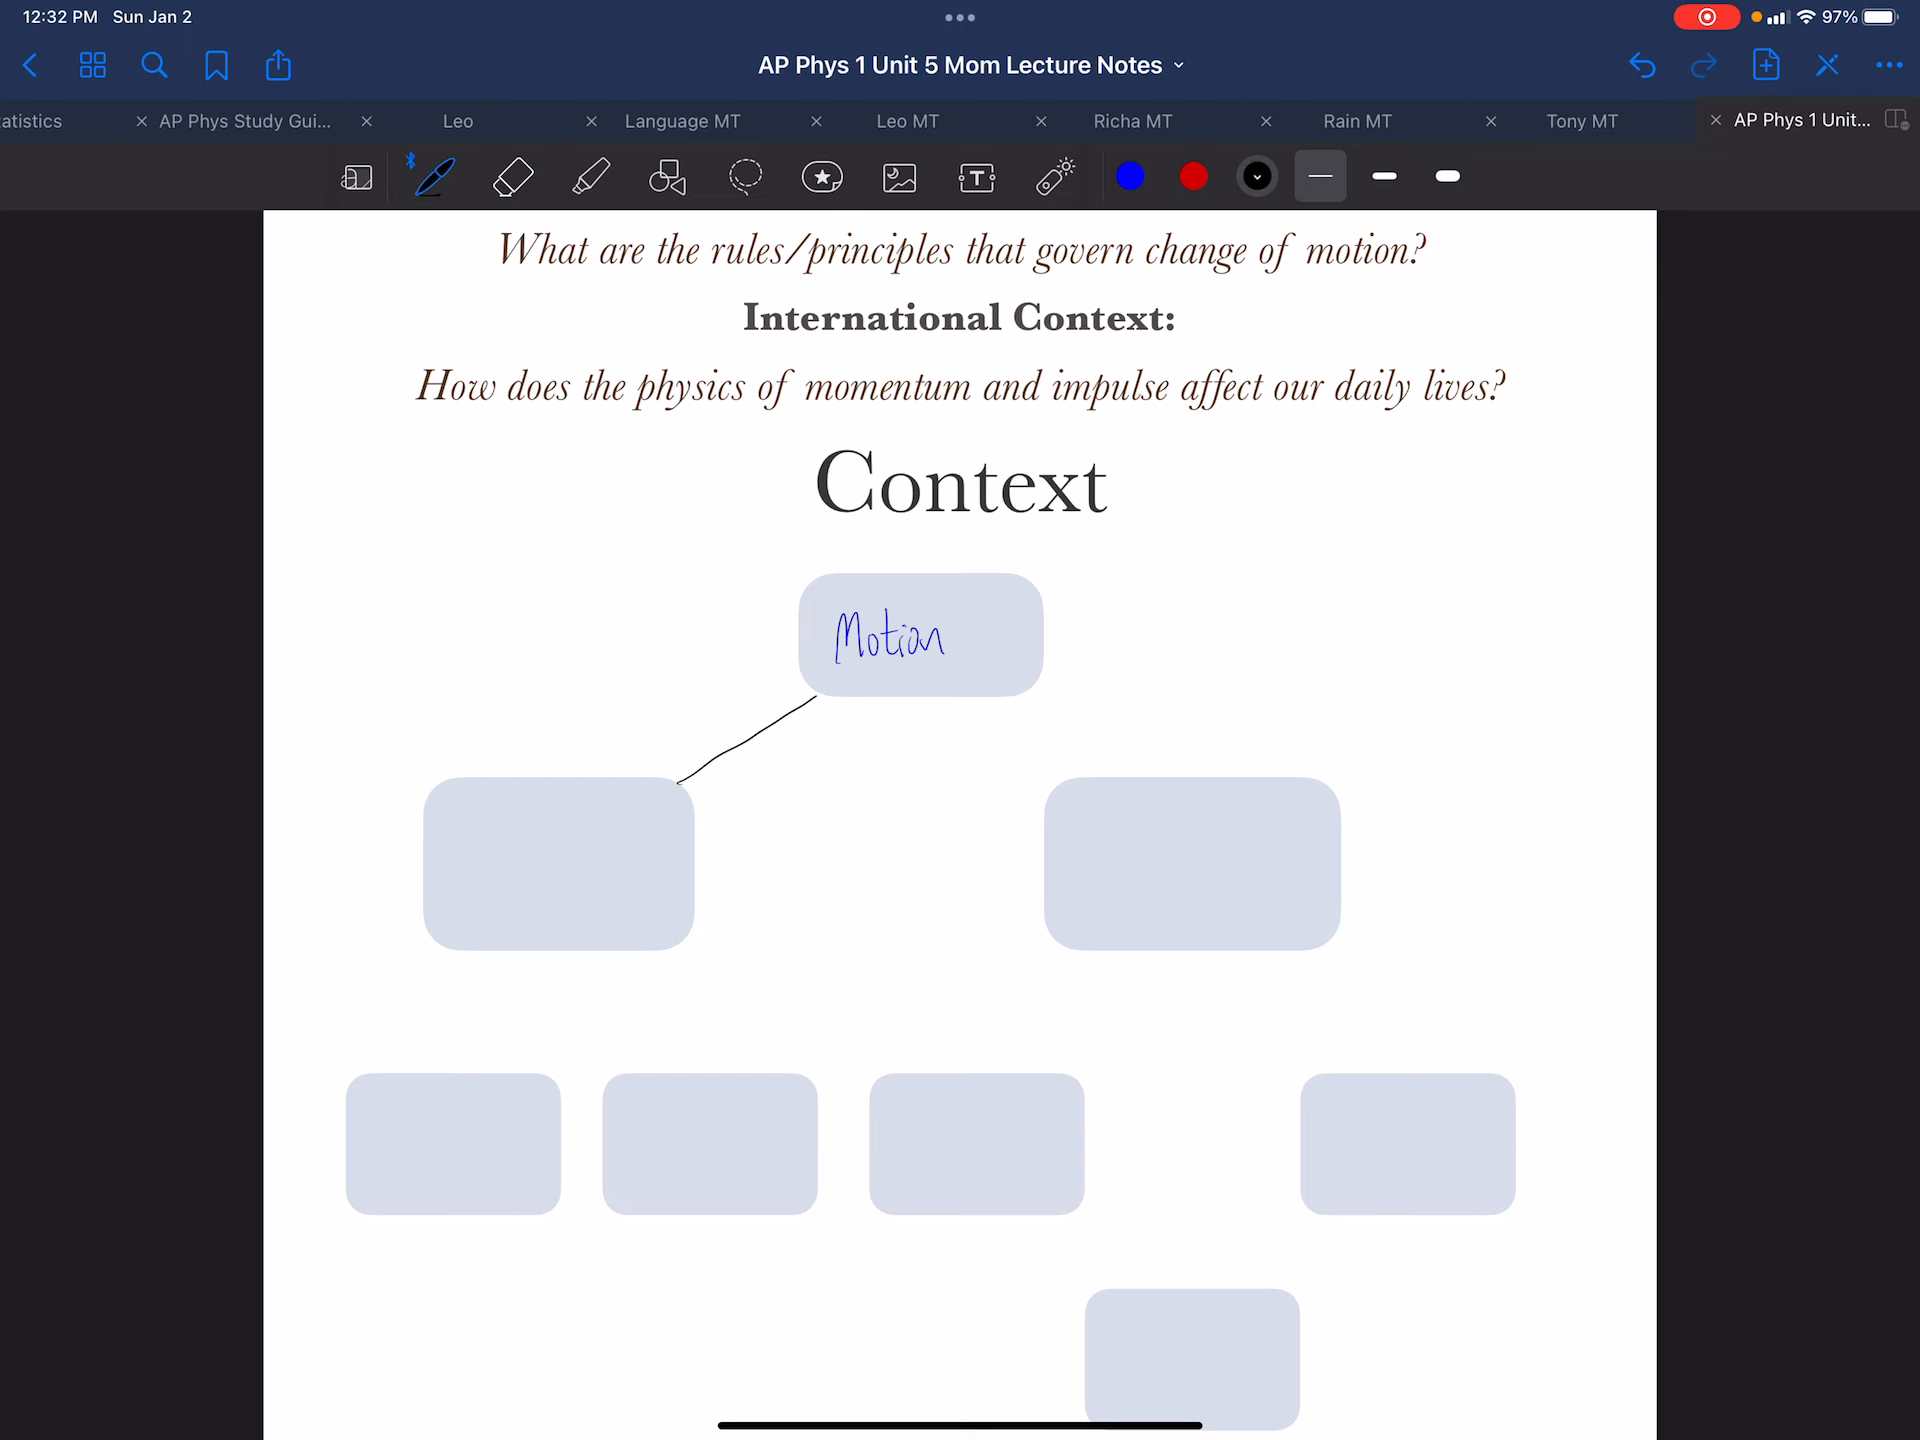 12:32 PM Sun Jan 2
97%
AP Phys 1 Unit 5 Mom Lecture Notes
atistics
AP Phys Study Gui...
Leo
Language MT
Leo MT
Richa MT
Rain MT
Tony MT
AP Phys 1 Unit...
What are the rules/principles that govern change of motion?
International Context:
How does the physics of momentum and impulse affect our daily lives?
Context
Motion